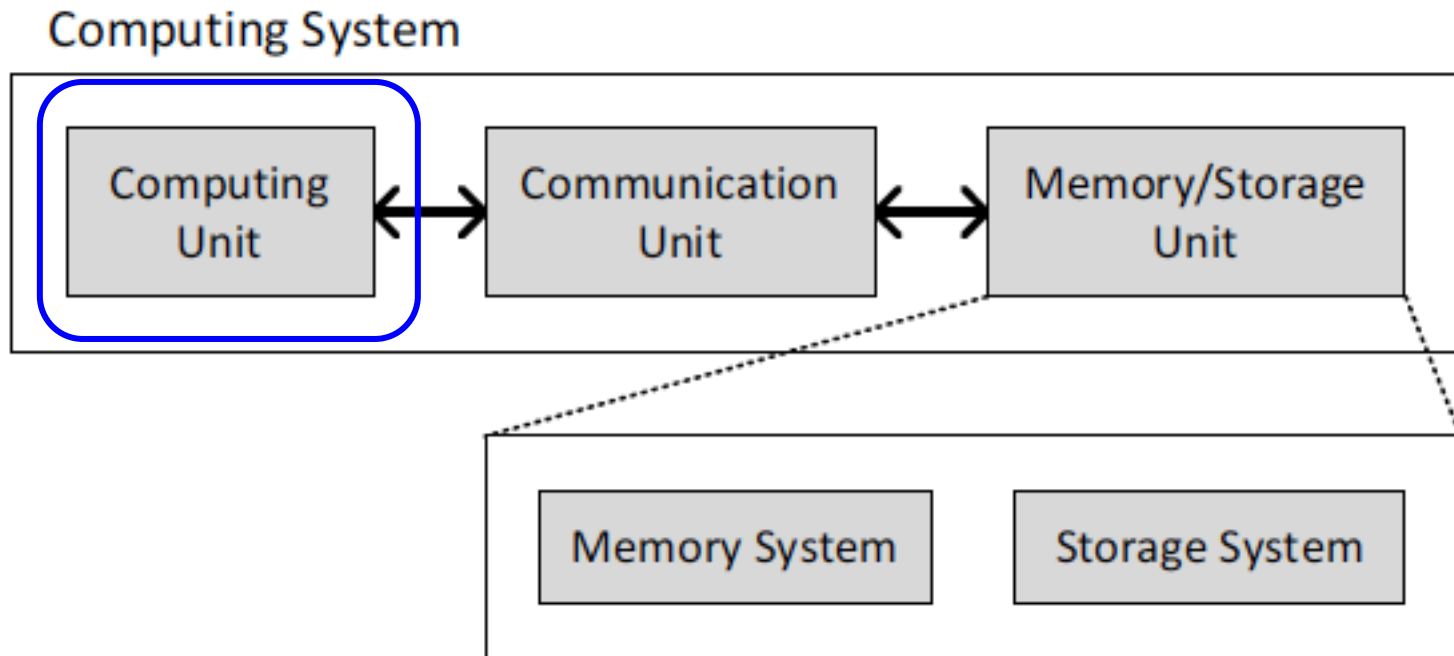 Computing System
Computing
Unit
Communication
Unit
Memory/Storage
Unit
Memory System
Storage System